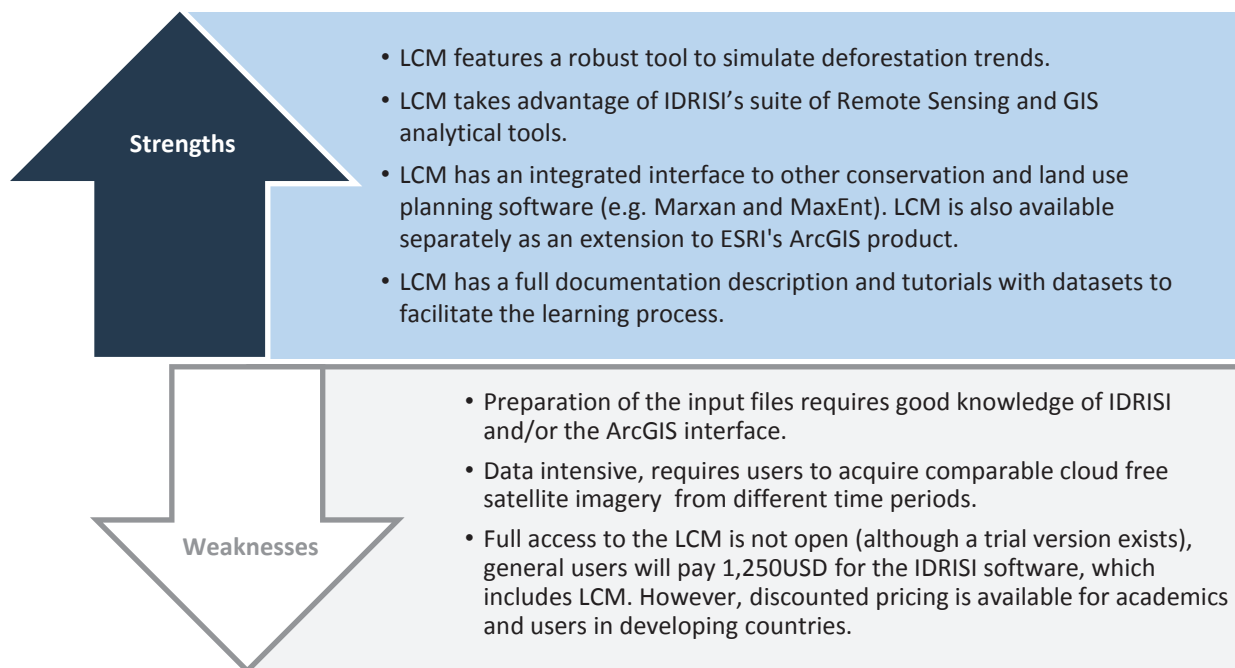 Strengths
• LCM features a robust tool to simulate deforestation trends.
• LCM takes advantage of IDRISI’s suite of Remote Sensing and GIS
analytical tools.
• LCM has an integrated interface to other conservation and land use
planning software (e.g. Marxan and MaxEnt). LCM is also available
separately as an extension to ESRI's ArcGIS product.
• LCM has a full documentation description and tutorials with datasets to
facilitate the learning process.
Weaknesses
• Preparation of the input files requires good knowledge of IDRISI
and/or the ArcGIS interface.
• Data intensive, requires users to acquire comparable cloud free
satellite imagery from different time periods.
• Full access to the LCM is not open (although a trial version exists),
general users will pay 1,250USD for the IDRISI software, which
includes LCM. However, discounted pricing is available for academics
and users in developing countries.